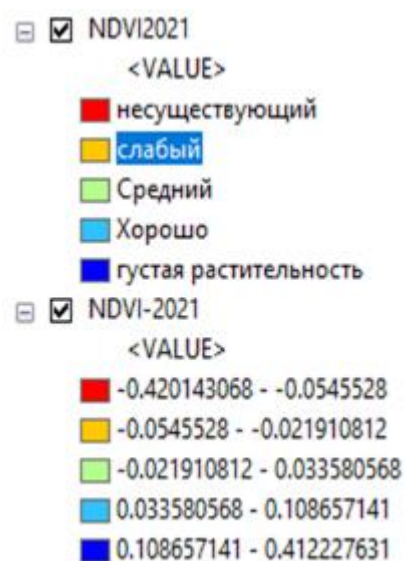 NDVI2021
<VALUE>
несуществующий
слабый
Средний
Хорошо
густая растительность
NDVI-2021
<VALUE>
-0.420143068 - -0.0545528
-0.0545528 - -0.021910812
-0.021910812 - 0.033580568
0.033580568 - 0.108657141
0.108657141 - 0.412227631